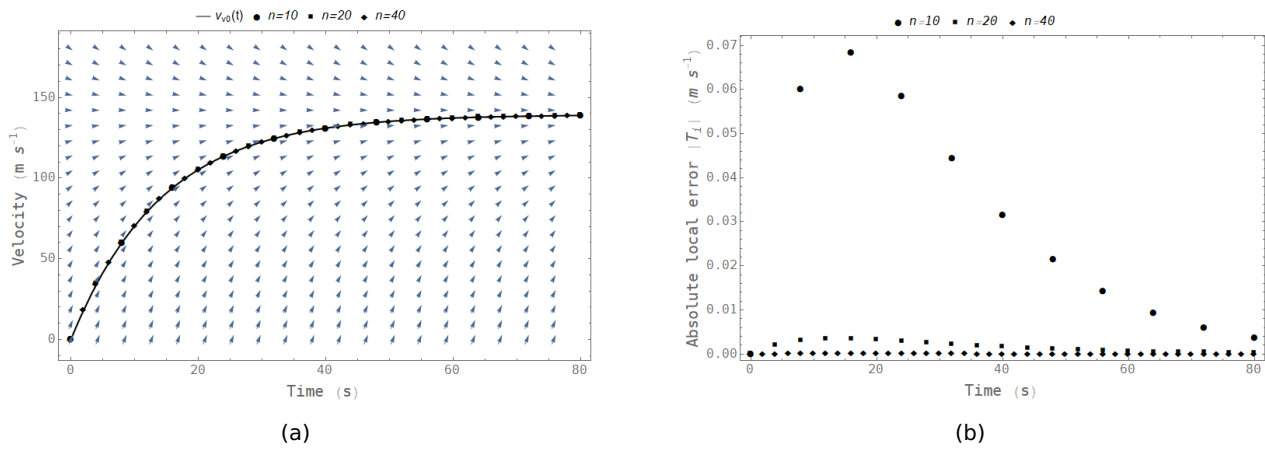 v_{v0}(t) n=10 n=20 n=40
150
100
50
0
Velocity (m s⁻¹)
0 20 40 60 80
Time (s)
(a)
n=10 n=20 n=40
0.07
0.06
0.05
0.04
0.03
0.02
0.01
0.00
Absolute local error |T_i| (m s⁻¹)
0 20 40 60 80
Time (s)
(b)